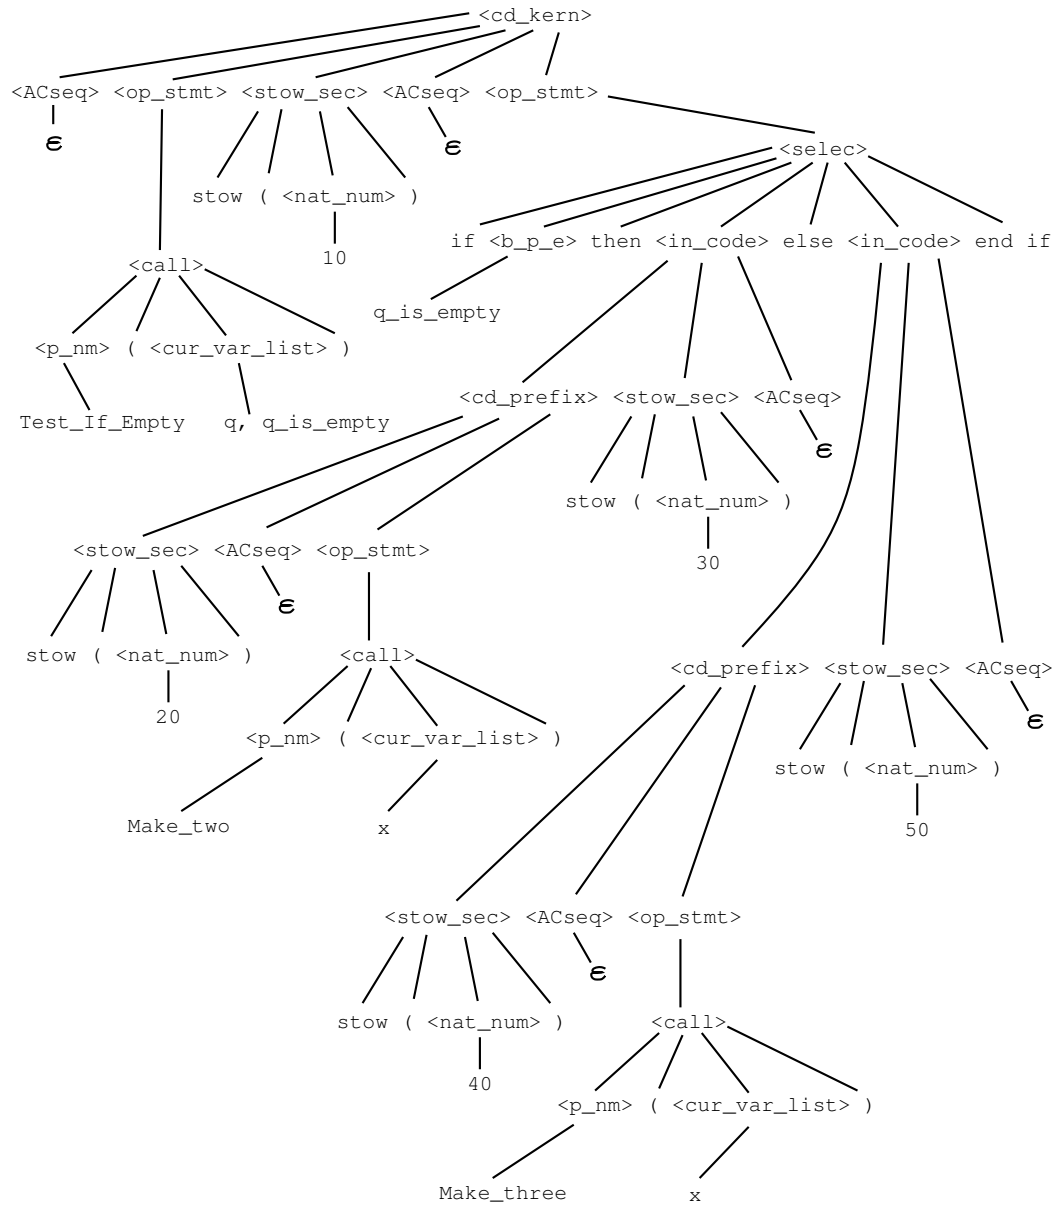 <cd_kern>
<ACseq> <op_stmt> <stow_sec> <ACseq> <op_stmt>
ε
ε
<selec>
stow ( <nat_num> )
if <b_p_e> then <in_code> else <in_code> end if
10
<call>
q_is_empty
<p_nm> ( <cur_var_list> )
<cd_prefix> <stow_sec> <ACseq>
Test_If_Empty q, q_is_empty
ε
stow ( <nat_num> )
<stow_sec> <ACseq> <op_stmt>
30
ε
stow ( <nat_num> )
<call>
<cd_prefix> <stow_sec> <ACseq>
20
ε
<p_nm> ( <cur_var_list> )
stow ( <nat_num> )
Make_two x
50
<stow_sec> <ACseq> <op_stmt>
ε
stow ( <nat_num> )
<call>
40
<p_nm> ( <cur_var_list> )
Make_three x